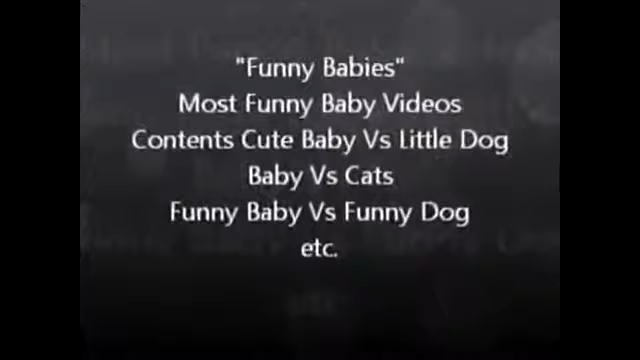 "Funny Babies"
Most Funny Baby Videos
Contents Cute Baby Vs Little Dog
Baby Vs Cats
Funny Baby Vs Funny Dog
etc.